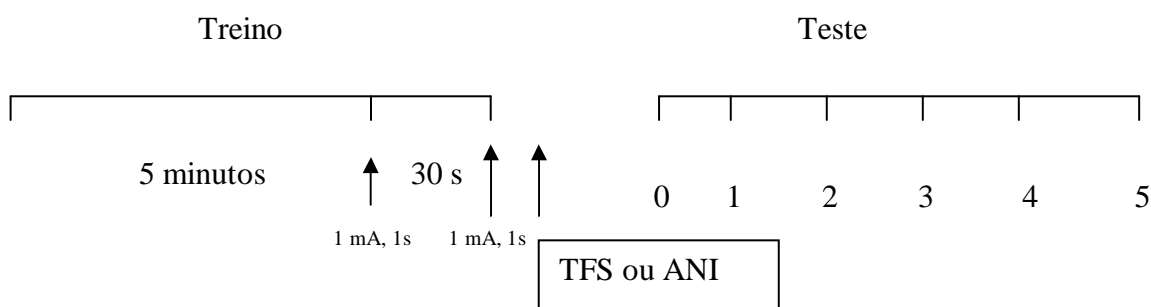 Treino Teste
5 minutos 30 s
0 1 2 3 4 5
1 mA, 1s 1 mA, 1s
TFS ou ANI